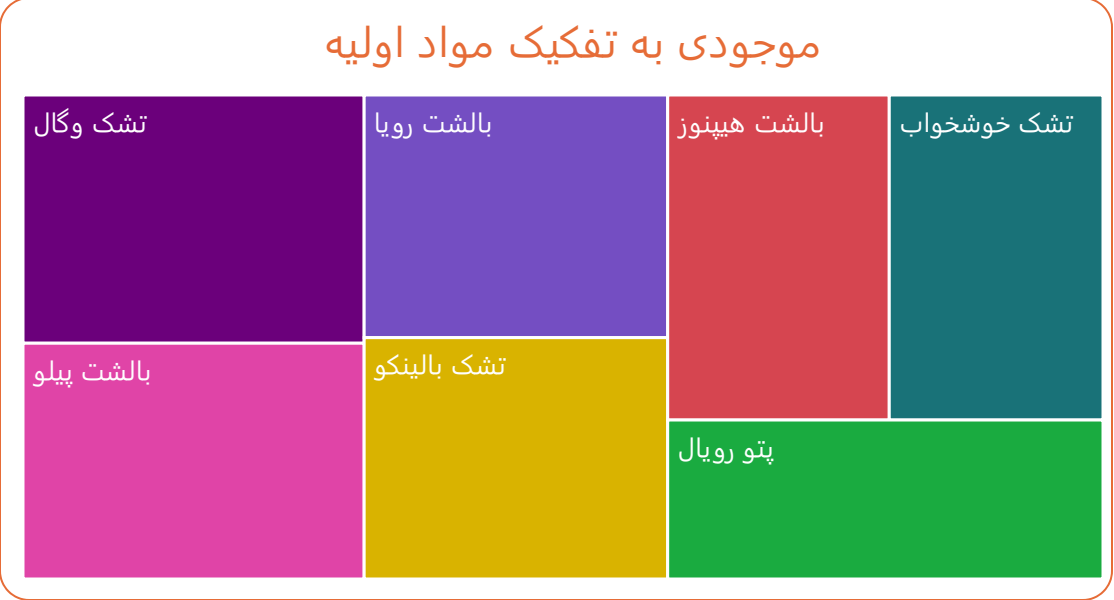 موجودی به تفکیک مواد اولیه
تشک وگال
بالشت رویا
بالشت هیپنوز
تشک خوشخواب
بالشت پیلو
تشک بالینکو
پتو رویال